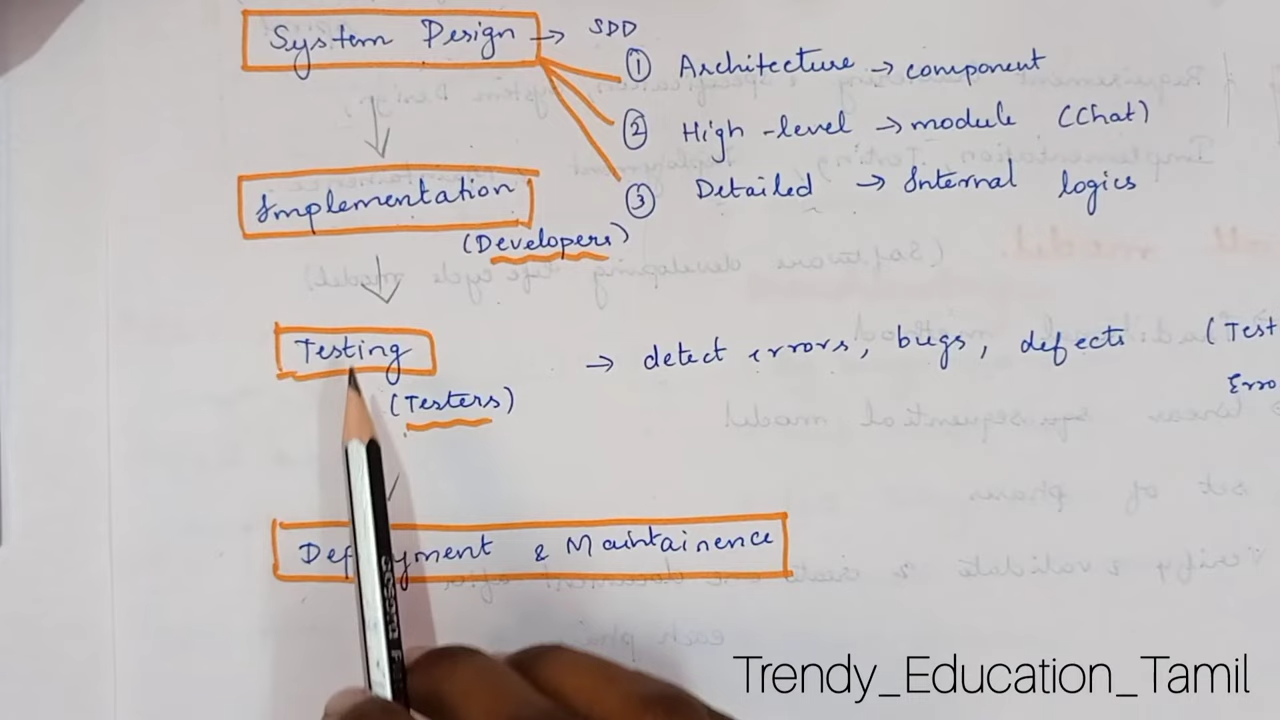 System Design → SDD
① Architecture → component
② High-level → module (Chat)
③ Detailed → Internal logics
Implementation
(Developers)
Testing → detect errors, bugs, defects (Test
Erro
(Testers)
& Maintainence
Trendy_Education_Tamil